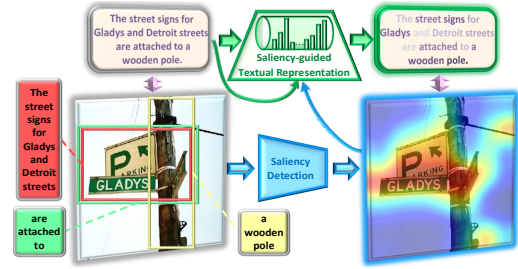 The street signs for
Gladys and Detroit streets
are attached to a
wooden pole.
Saliency-guided
Textual Representation
The street signs for
Gladys and Detroit streets
are attached to a
wooden pole.
The
street
signs
for
Gladys
and
Detroit
streets
P
ARKING
GLADYS
Saliency
Detection
P
ARKING
GLADYS
are
attached
to
a
wooden
pole